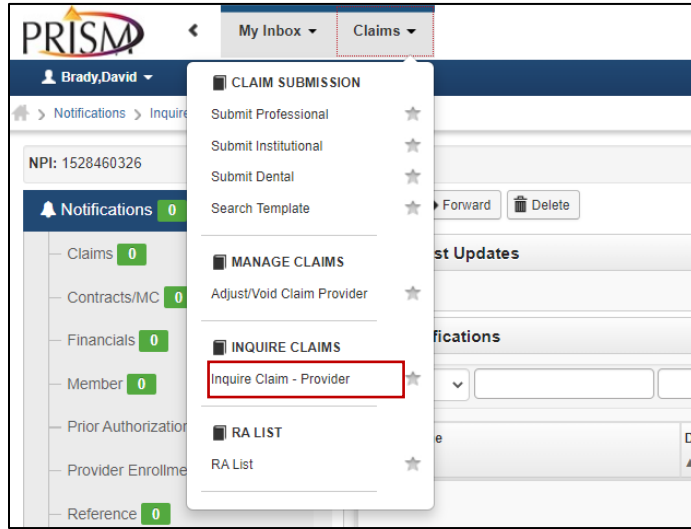 PRISM
My Inbox
Claims
Brady,David
Notifications > Inquire
NPI: 1528460326
Notifications 0
Claims 0
Contracts/MC 0
Financials 0
Member 0
Prior Authorization
Provider Enrollme
Reference 0
CLAIM SUBMISSION
Submit Professional
Submit Institutional
Submit Dental
Search Template
MANAGE CLAIMS
Adjust/Void Claim Provider
INQUIRE CLAIMS
Inquire Claim - Provider
RA LIST
RA List
Forward
Delete
st Updates
fications
e
D